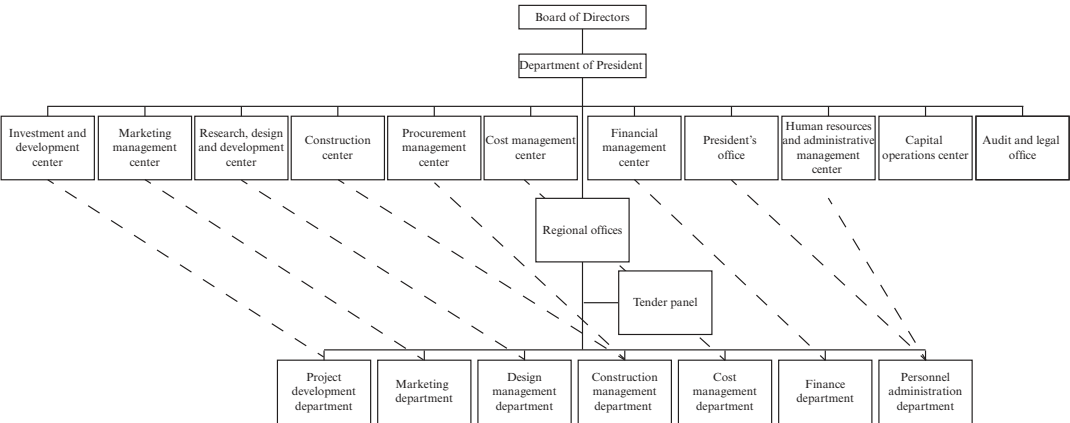 Board of Directors
Department of President
Investment and
development
center
Marketing
management
center
Research, design
and development
center
Construction
center
Procurement
management
center
Cost management
center
Financial
management
center
President's
office
Human resources
and administrative
management
center
Capital
operations center
Audit and legal
office
Regional offices
Tender panel
Project
development
department
Marketing
department
Design
management
department
Construction
management
department
Cost
management
department
Finance
department
Personnel
administration
department